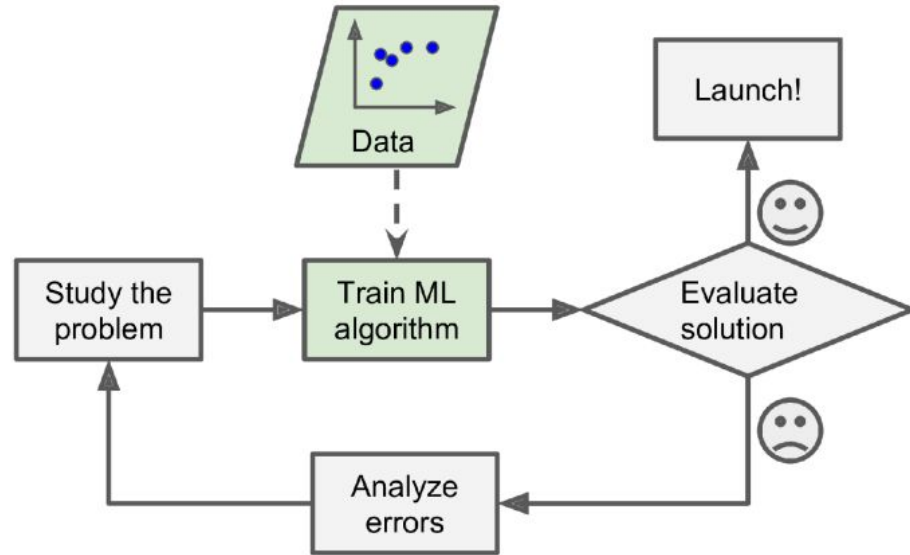 Data
Launch!
Study the
problem
Train ML
algorithm
Evaluate
solution
Analyze
errors